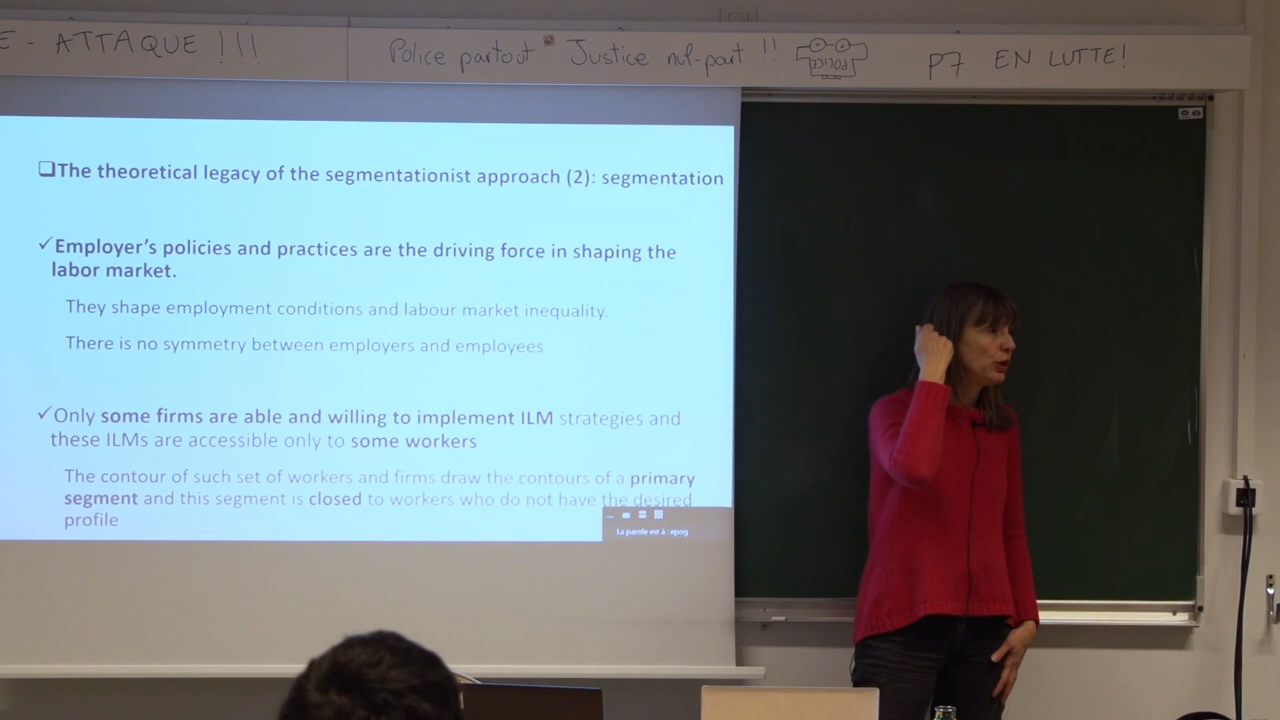 E - ATTAQUE !!!
Police partout Justice nul-part !!
POLICE
P7 EN LUTTE!
❑The theoretical legacy of the segmentationist approach (2): segmentation
✓Employer's policies and practices are the driving force in shaping the
labor market.
They shape employment conditions and labour market inequality.
There is no symmetry between employers and employees
✓Only some firms are able and willing to implement ILM strategies and
these ILMs are accessible only to some workers
The contour of such set of workers and firms draw the contours of a primary
segment and this segment is closed to workers who do not have the desired
profile
La parole est à : epog